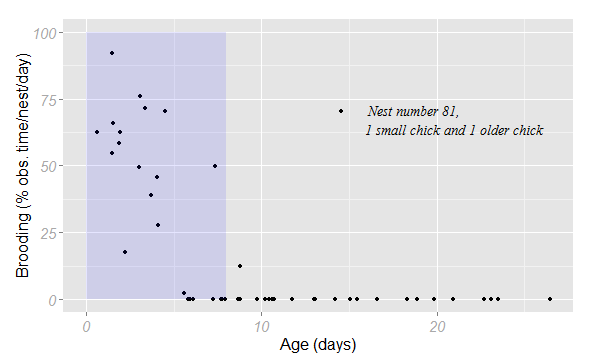 100
75
50
25
0
Brooding (% obs. time/nest/day)
Nest number 81,
1 small chick and 1 older chick
0
10
20
Age (days)